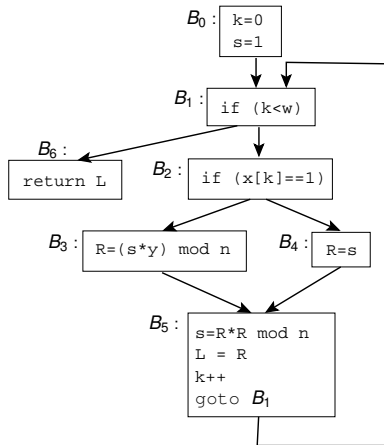 B0 :
k=0
s=1
B1 :
if (k<w)
B6 :
return L
B2 :
if (x[k]==1)
B3 :
R=(s*y) mod n
B4 :
R=s
B5 :
s=R*R mod n
L = R
k++
goto B1